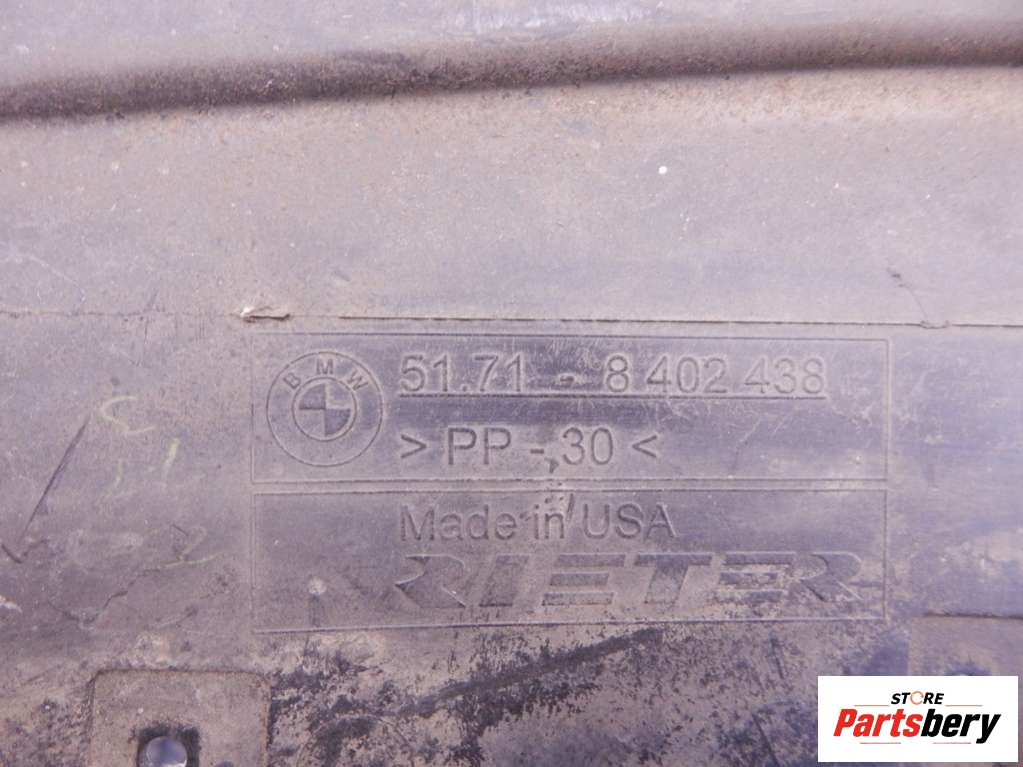 BMW
51.71 - 8 402 438
> PP - 30 <
Made in USA
RIETER
STORE
Partsbery